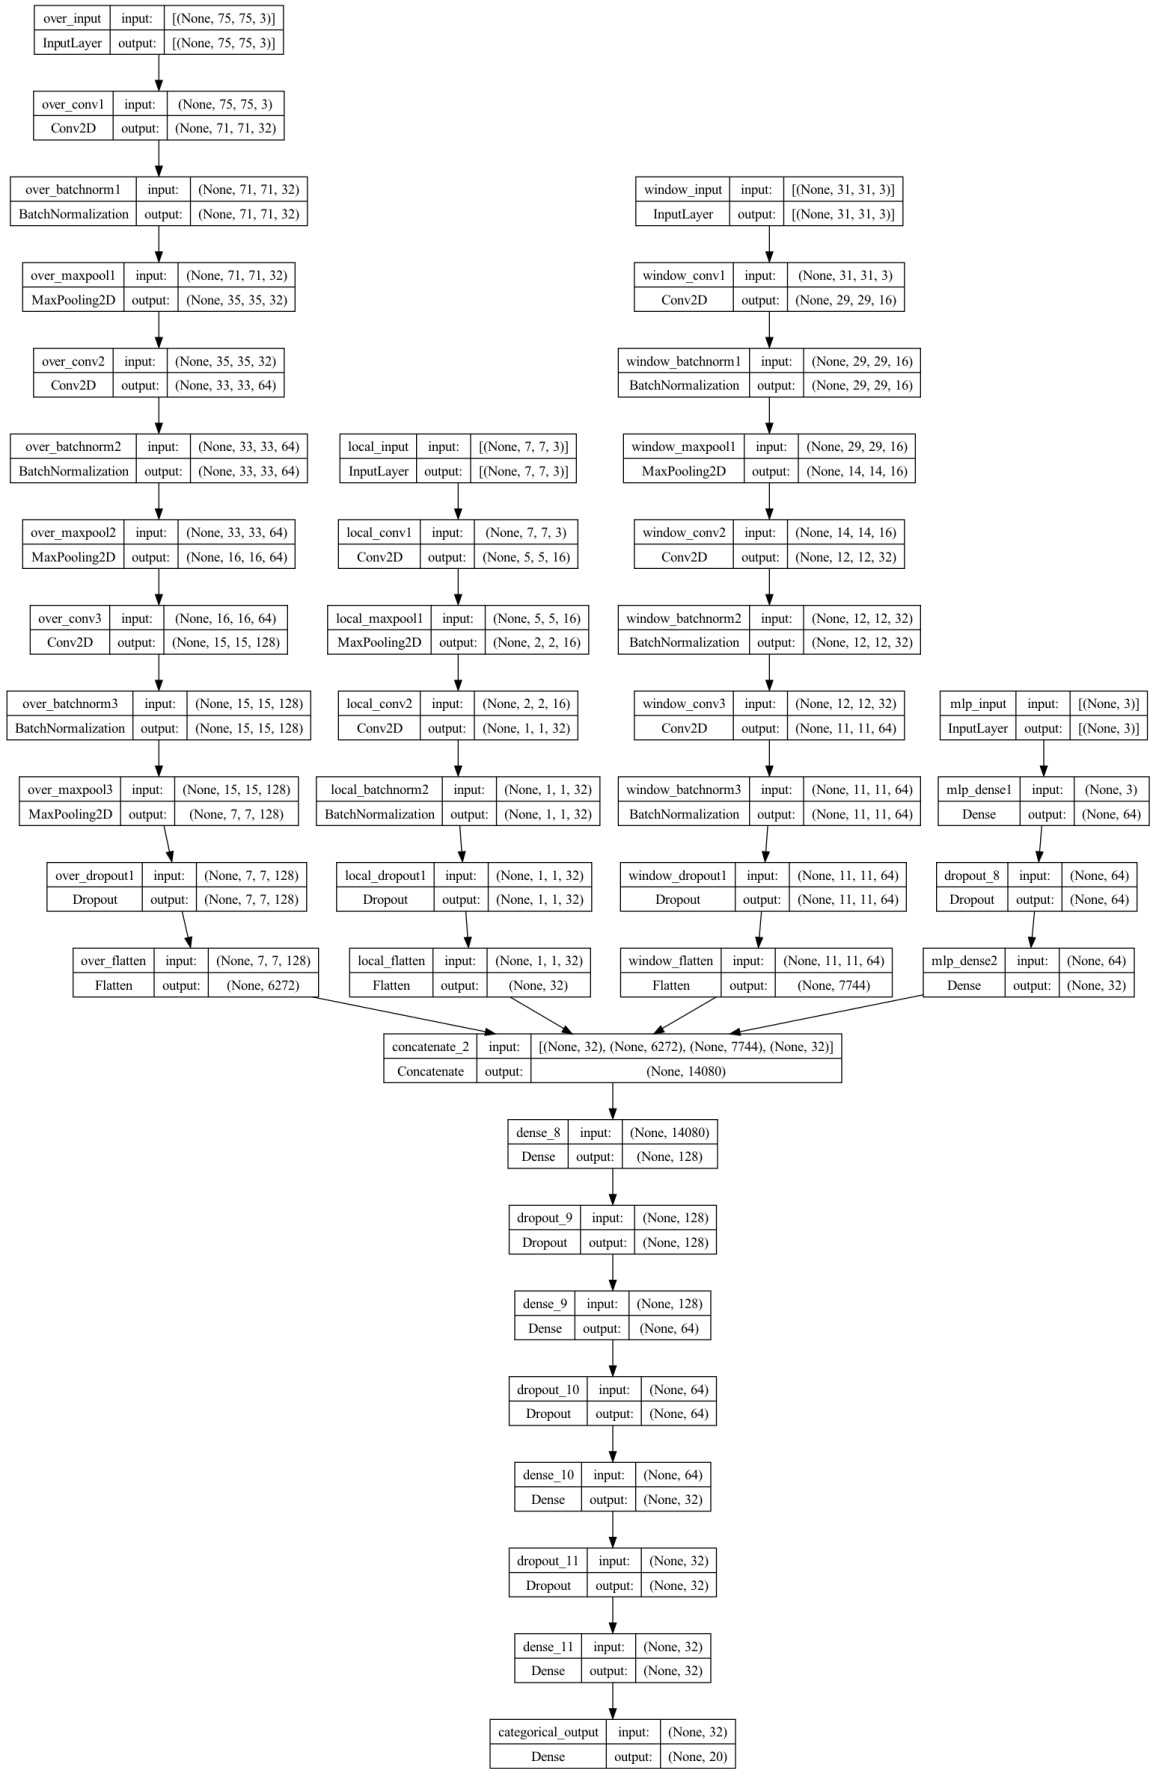 over_input input: [(None, 75, 75, 3)]
InputLayer output: [(None, 75, 75, 3)]
over_conv1 input: (None, 75, 75, 3)
Conv2D output: (None, 71, 71, 32)
over_batchnorm1 input: (None, 71, 71, 32)
BatchNormalization output: (None, 71, 71, 32)
over_maxpool1 input: (None, 71, 71, 32)
MaxPooling2D output: (None, 35, 35, 32)
over_conv2 input: (None, 35, 35, 32)
Conv2D output: (None, 33, 33, 64)
over_batchnorm2 input: (None, 33, 33, 64)
BatchNormalization output: (None, 33, 33, 64)
over_maxpool2 input: (None, 33, 33, 64)
MaxPooling2D output: (None, 16, 16, 64)
over_conv3 input: (None, 16, 16, 64)
Conv2D output: (None, 15, 15, 128)
over_batchnorm3 input: (None, 15, 15, 128)
BatchNormalization output: (None, 15, 15, 128)
over_maxpool3 input: (None, 15, 15, 128)
MaxPooling2D output: (None, 7, 7, 128)
over_dropout1 input: (None, 7, 7, 128)
Dropout output: (None, 7, 7, 128)
over_flatten input: (None, 7, 7, 128)
Flatten output: (None, 6272)
local_input input: [(None, 7, 7, 3)]
InputLayer output: [(None, 7, 7, 3)]
local_conv1 input: (None, 7, 7, 3)
Conv2D output: (None, 5, 5, 16)
local_maxpool1 input: (None, 5, 5, 16)
MaxPooling2D output: (None, 2, 2, 16)
local_conv2 input: (None, 2, 2, 16)
Conv2D output: (None, 1, 1, 32)
local_batchnorm2 input: (None, 1, 1, 32)
BatchNormalization output: (None, 1, 1, 32)
local_dropout1 input: (None, 1, 1, 32)
Dropout output: (None, 1, 1, 32)
local_flatten input: (None, 1, 1, 32)
Flatten output: (None, 32)
window_input input: [(None, 31, 31, 3)]
InputLayer output: [(None, 31, 31, 3)]
window_conv1 input: (None, 31, 31, 3)
Conv2D output: (None, 29, 29, 16)
window_batchnorm1 input: (None, 29, 29, 16)
BatchNormalization output: (None, 29, 29, 16)
window_maxpool1 input: (None, 29, 29, 16)
MaxPooling2D output: (None, 14, 14, 16)
window_conv2 input: (None, 14, 14, 16)
Conv2D output: (None, 12, 12, 32)
window_batchnorm2 input: (None, 12, 12, 32)
BatchNormalization output: (None, 12, 12, 32)
window_conv3 input: (None, 12, 12, 32)
Conv2D output: (None, 11, 11, 64)
window_batchnorm3 input: (None, 11, 11, 64)
BatchNormalization output: (None, 11, 11, 64)
window_dropout1 input: (None, 11, 11, 64)
Dropout output: (None, 11, 11, 64)
window_flatten input: (None, 11, 11, 64)
Flatten output: (None, 7744)
mlp_input input: [(None, 3)]
InputLayer output: [(None, 3)]
mlp_dense1 input: (None, 3)
Dense output: (None, 64)
dropout_8 input: (None, 64)
Dropout output: (None, 64)
mlp_dense2 input: (None, 64)
Dense output: (None, 32)
concatenate_2 input: [(None, 32), (None, 6272), (None, 7744), (None, 32)]
Concatenate output: (None, 14080)
dense_8 input: (None, 14080)
Dense output: (None, 128)
dropout_9 input: (None, 128)
Dropout output: (None, 128)
dense_9 input: (None, 128)
Dense output: (None, 64)
dropout_10 input: (None, 64)
Dropout output: (None, 64)
dense_10 input: (None, 64)
Dense output: (None, 32)
dropout_11 input: (None, 32)
Dropout output: (None, 32)
dense_11 input: (None, 32)
Dense output: (None, 32)
categorical_output input: (None, 32)
Dense output: (None, 20)